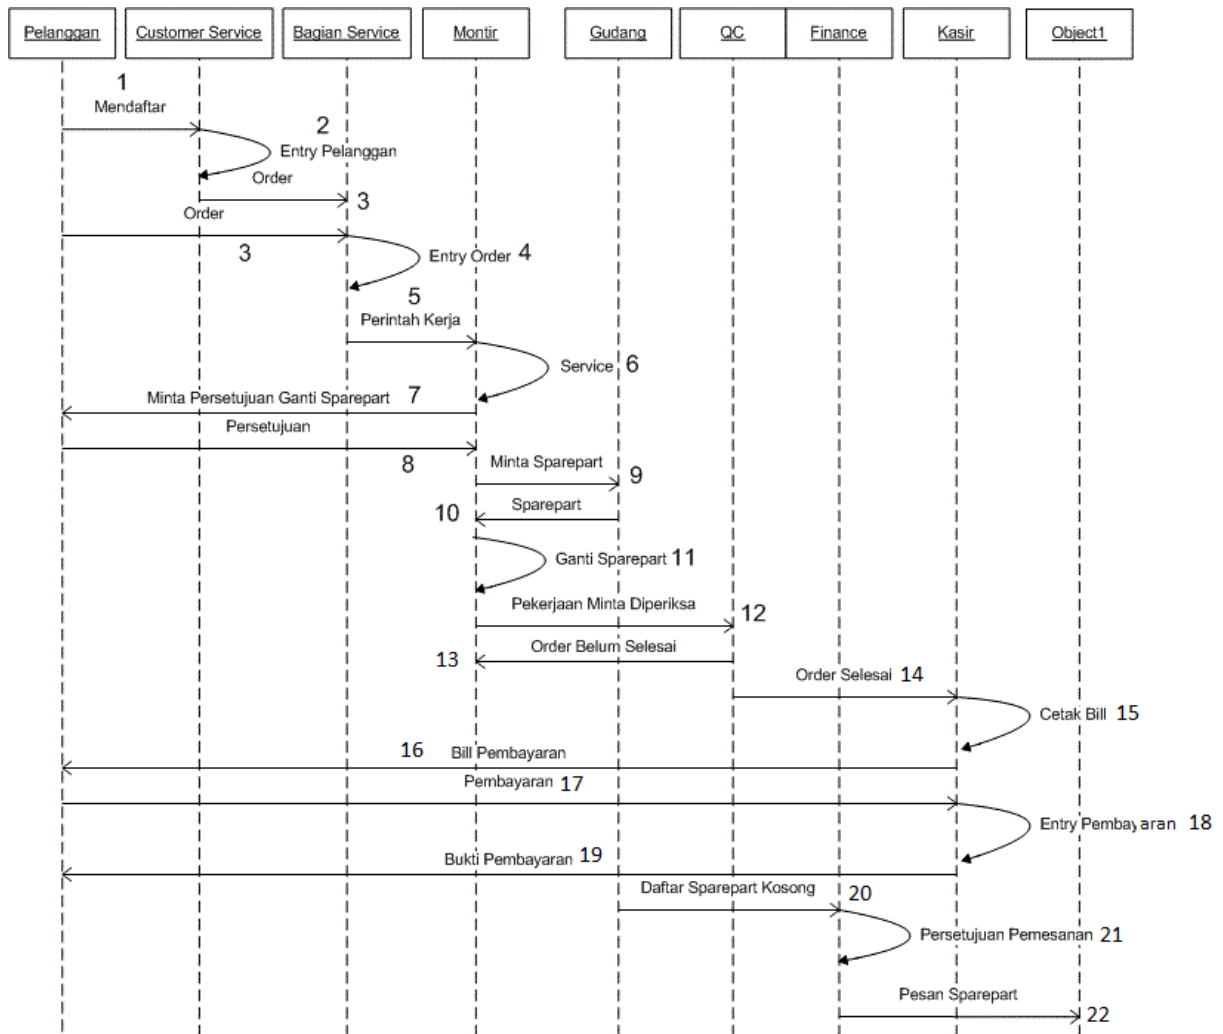 Pelanggan
Customer Service
Bagian Service
Montir
Gudang
QC
Finance
Kasir
Object1
1
Mendaftar
2
Entry Pelanggan
Order
3
Order
3
Entry Order 4
5
Perintah Kerja
Service 6
Minta Persetujuan Ganti Sparepart 7
Persetujuan
8
Minta Sparepart
9
Sparepart
10
Ganti Sparepart 11
Pekerjaan Minta Diperiksa
12
Order Belum Selesai
13
Order Selesai 14
Cetak Bill 15
16 Bill Pembayaran
Pembayaran 17
Entry Pembayaran 18
Bukti Pembayaran 19
Daftar Sparepart Kosong 20
Persetujuan Pemesanan 21
Pesan Sparepart
22